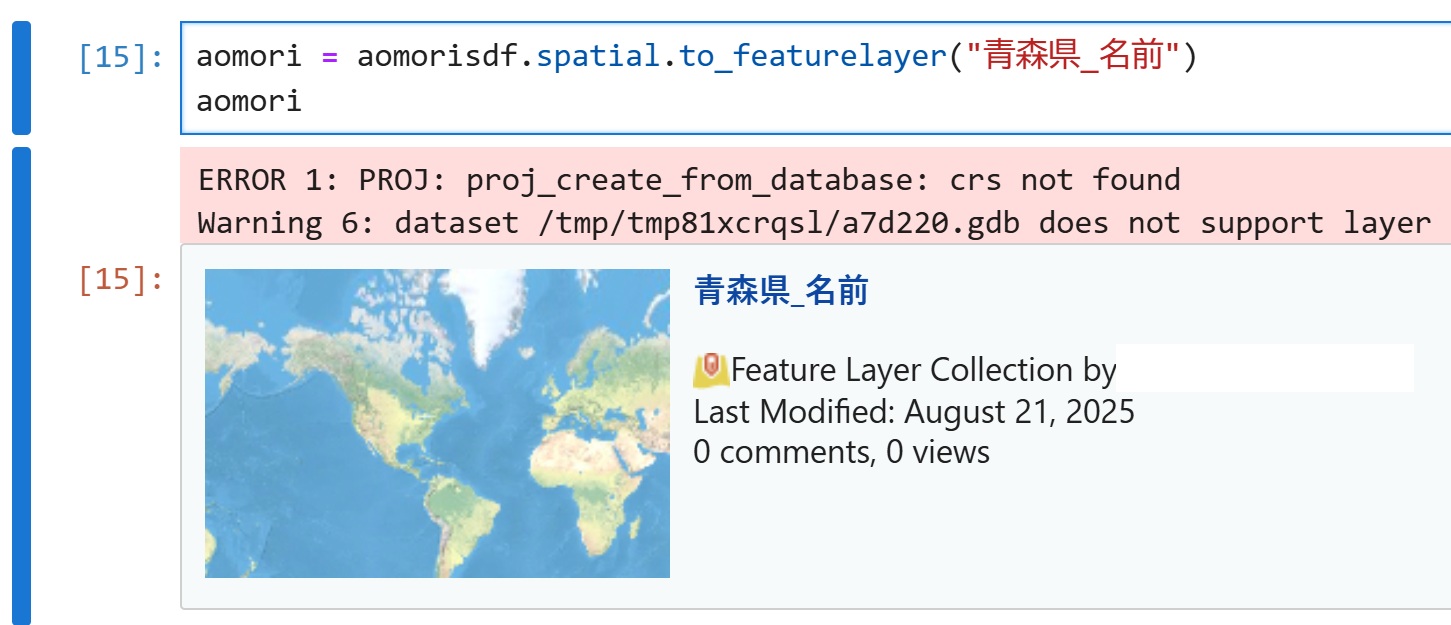 [15]: aomori = aomorisdf.spatial.to_featurelayer("青森県_名前")
aomori
ERROR 1: PROJ: proj_create_from_database: crs not found
Warning 6: dataset /tmp/tmp81xcrqsl/a7d220.gdb does not support layer
[15]:
青森県_名前
Feature Layer Collection by
Last Modified: August 21, 2025
0 comments, 0 views